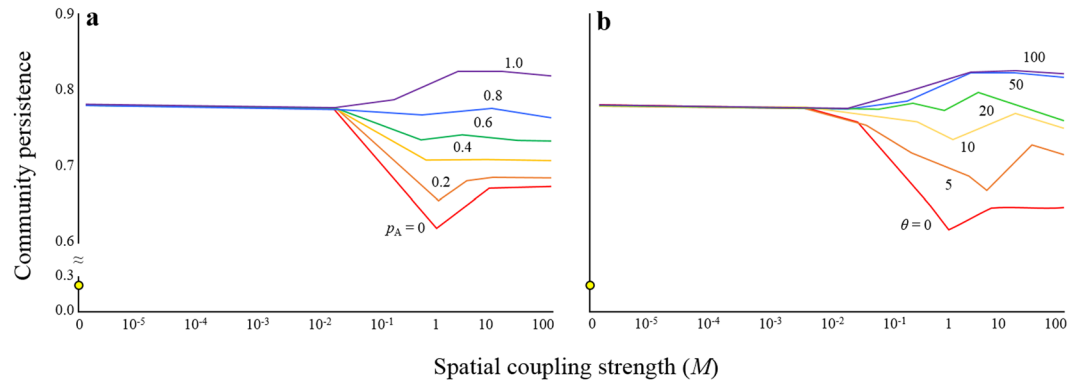 a
b
Community persistence
0.9
0.8
0.7
0.6
≈
0.3
0.0
1.0
0.8
0.6
0.4
0.2
pA = 0
100
50
20
10
5
θ = 0
0 10-5 10-4 10-3 10-2 10-1 1 10 100
0 10-5 10-4 10-3 10-2 10-1 1 10 100
Spatial coupling strength (M)